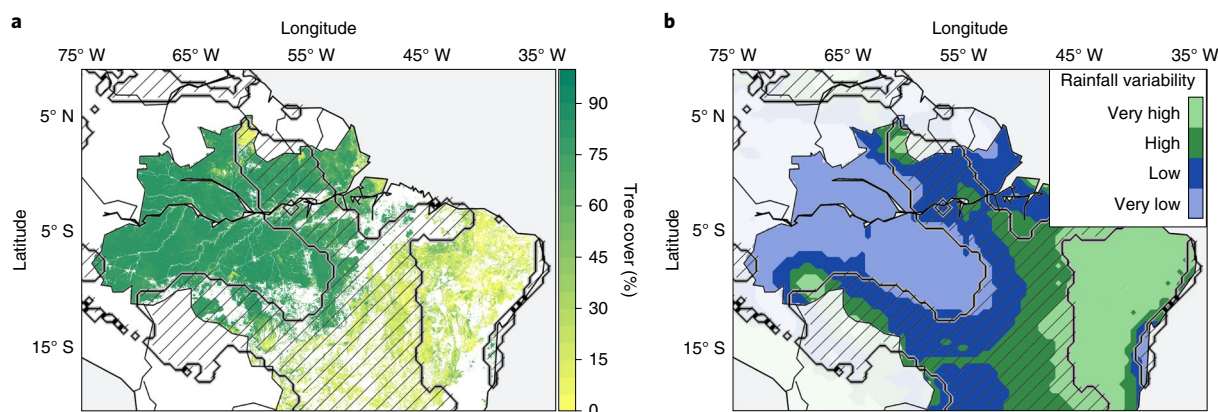 a
Longitude
75° W 65° W 55° W 45° W 35° W
5° N
5° S
15° S
Latitude
90
75
60
45
30
15
0
Tree cover (%)
b
Longitude
75° W 65° W 55° W 45° W 35° W
5° N
5° S
15° S
Latitude
Rainfall variability
Very high
High
Low
Very low